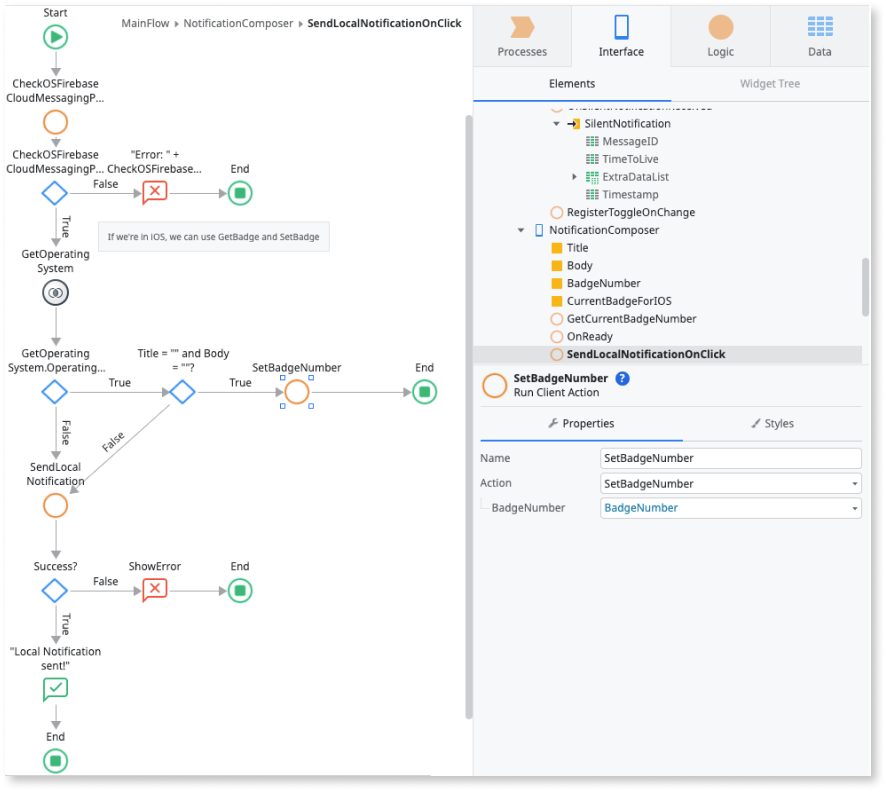 Start
MainFlow ▸ NotificationComposer ▸ SendLocalNotificationOnClick
CheckOSFirebase
CloudMessagingP...
CheckOSFirebase
CloudMessagingP...
False
"Error: " +
CheckOSFirebase...
End
True
If we're in iOS, we can use GetBadge and SetBadge
GetOperating
System
GetOperating
System.Operating...
True
Title = "" and Body
= ""?
True
SetBadgeNumber
End
False
False
SendLocal
Notification
Success?
False
ShowError
End
True
"Local Notification
sent!"
End
Processes
Interface
Logic
Data
Elements
Widget Tree
SilentNotification
MessageID
TimeToLive
ExtraDataList
Timestamp
RegisterToggleOnChange
NotificationComposer
Title
Body
BadgeNumber
CurrentBadgeForIOS
GetCurrentBadgeNumber
OnReady
SendLocalNotificationOnClick
SetBadgeNumber ?
Run Client Action
Properties
Styles
Name SetBadgeNumber
Action SetBadgeNumber
BadgeNumber BadgeNumber